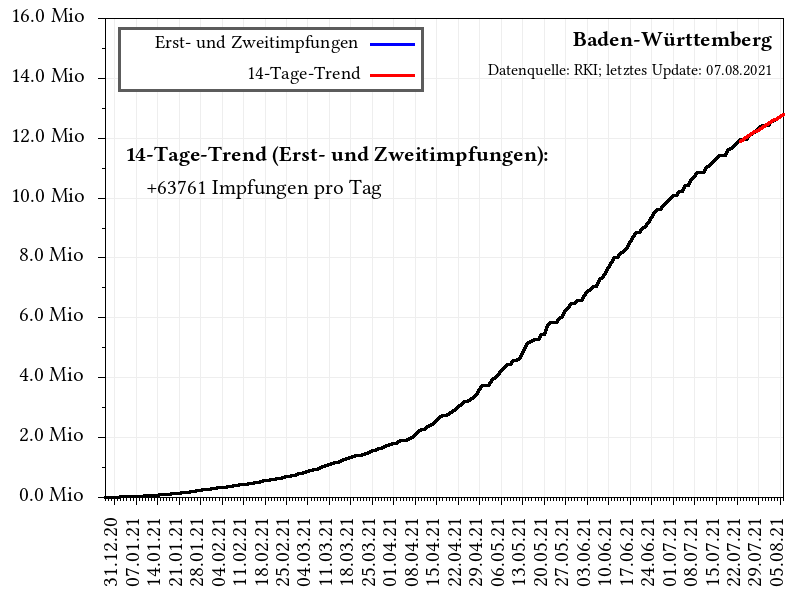 16.0 Mio
14.0 Mio
12.0 Mio
10.0 Mio
8.0 Mio
6.0 Mio
4.0 Mio
2.0 Mio
0.0 Mio
Erst- und Zweitimpfungen
14-Tage-Trend
Baden-Württemberg
Datenquelle: RKI; letztes Update: 07.08.2021
14-Tage-Trend (Erst- und Zweitimpfungen):
+63761 Impfungen pro Tag
31.12.20
07.01.21
14.01.21
21.01.21
28.01.21
04.02.21
11.02.21
18.02.21
25.02.21
04.03.21
11.03.21
18.03.21
25.03.21
01.04.21
08.04.21
15.04.21
22.04.21
29.04.21
06.05.21
13.05.21
20.05.21
27.05.21
03.06.21
10.06.21
17.06.21
24.06.21
01.07.21
08.07.21
15.07.21
22.07.21
29.07.21
05.08.21